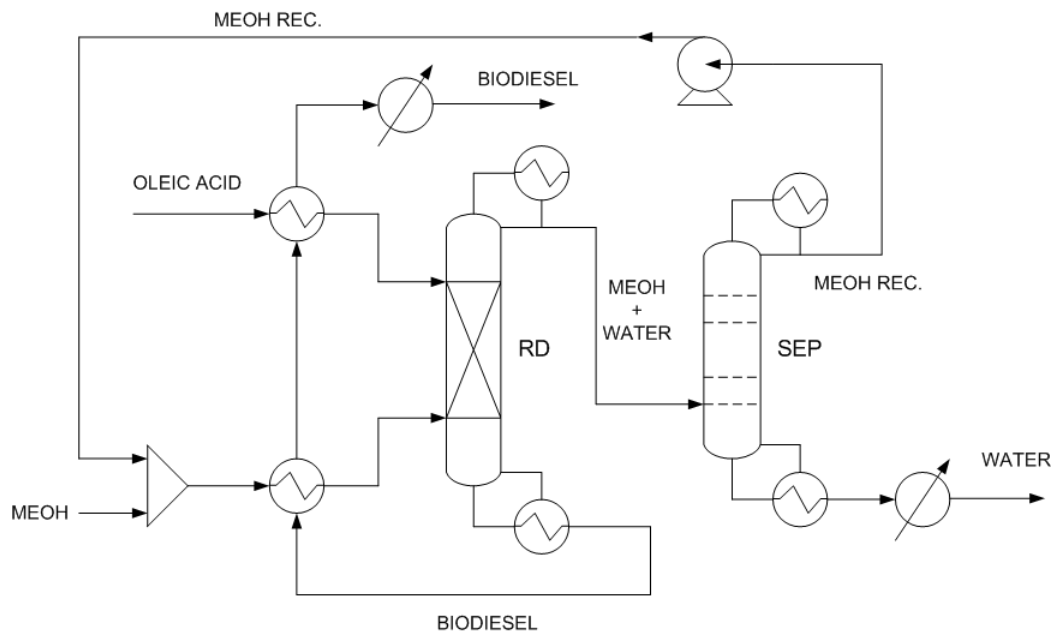 MEOH REC.
BIODIESEL
OLEIC ACID
MEOH REC.
MEOH
+
WATER
RD
SEP
WATER
MEOH
BIODIESEL